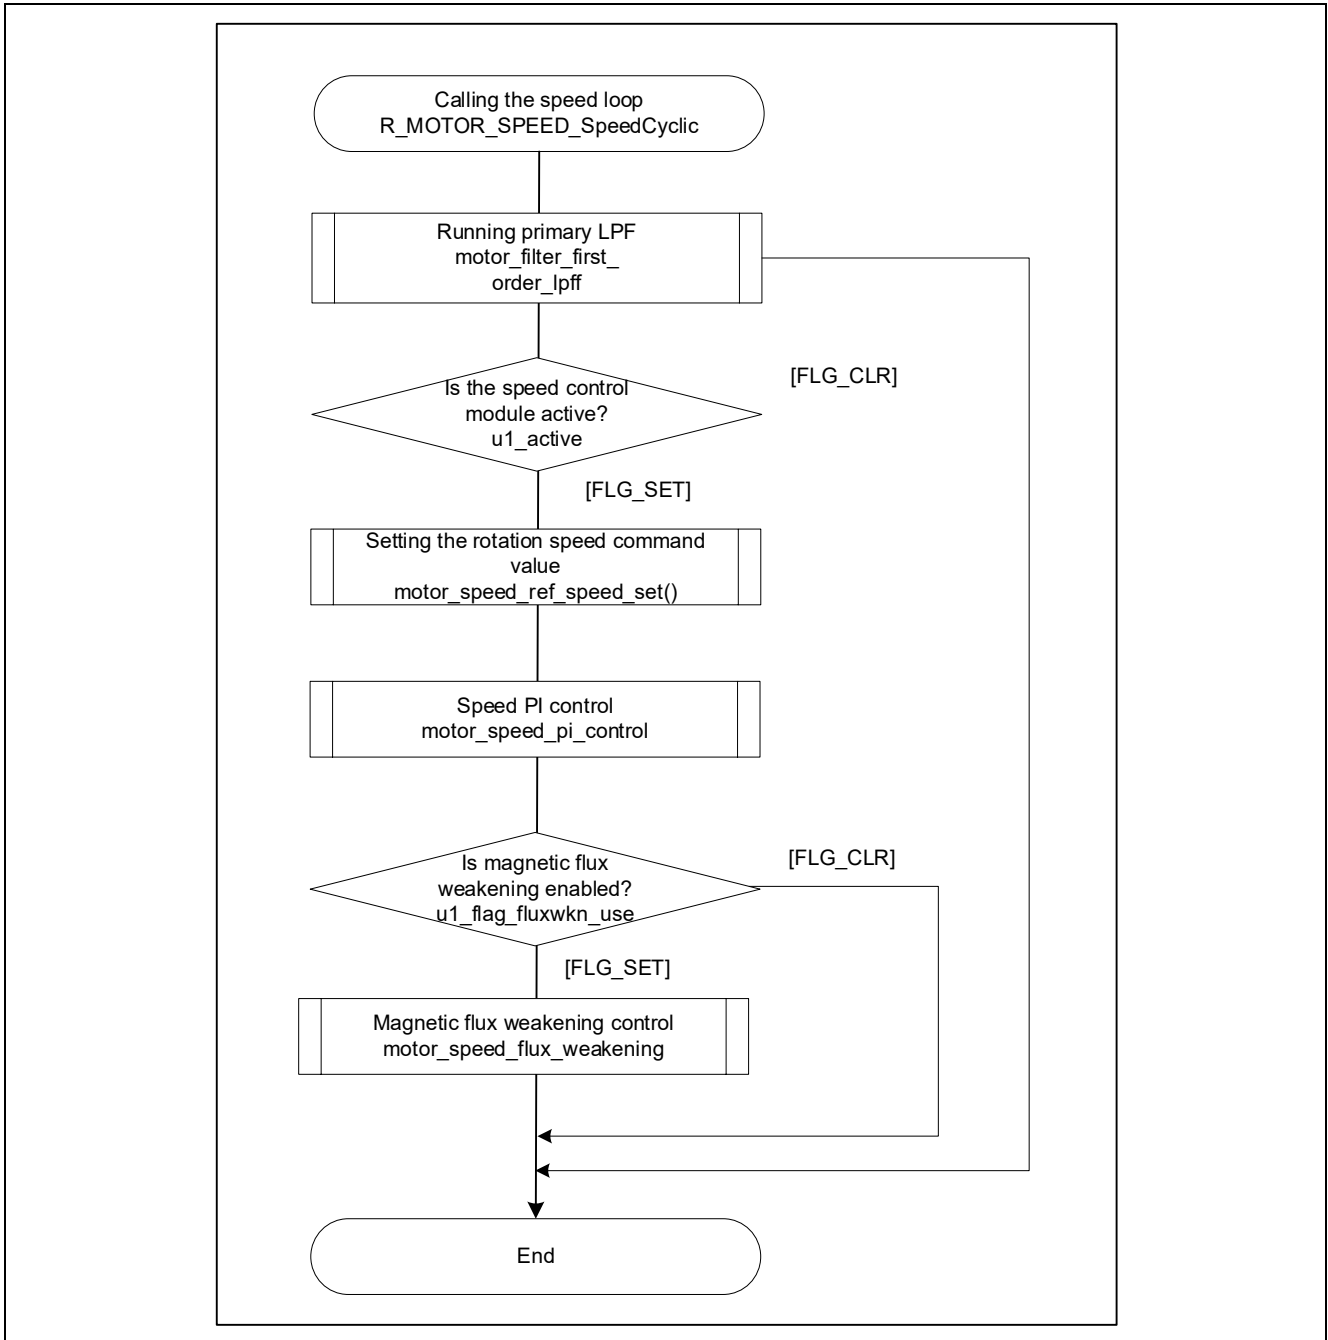 Calling the speed loop
R_MOTOR_SPEED_SpeedCyclic
Running primary LPF
motor_filter_first_
order_lpff
Is the speed control
module active?
u1_active
[FLG_CLR]
[FLG_SET]
Setting the rotation speed command
value
motor_speed_ref_speed_set()
Speed PI control
motor_speed_pi_control
Is magnetic flux
weakening enabled?
u1_flag_fluxwkn_use
[FLG_CLR]
[FLG_SET]
Magnetic flux weakening control
motor_speed_flux_weakening
End